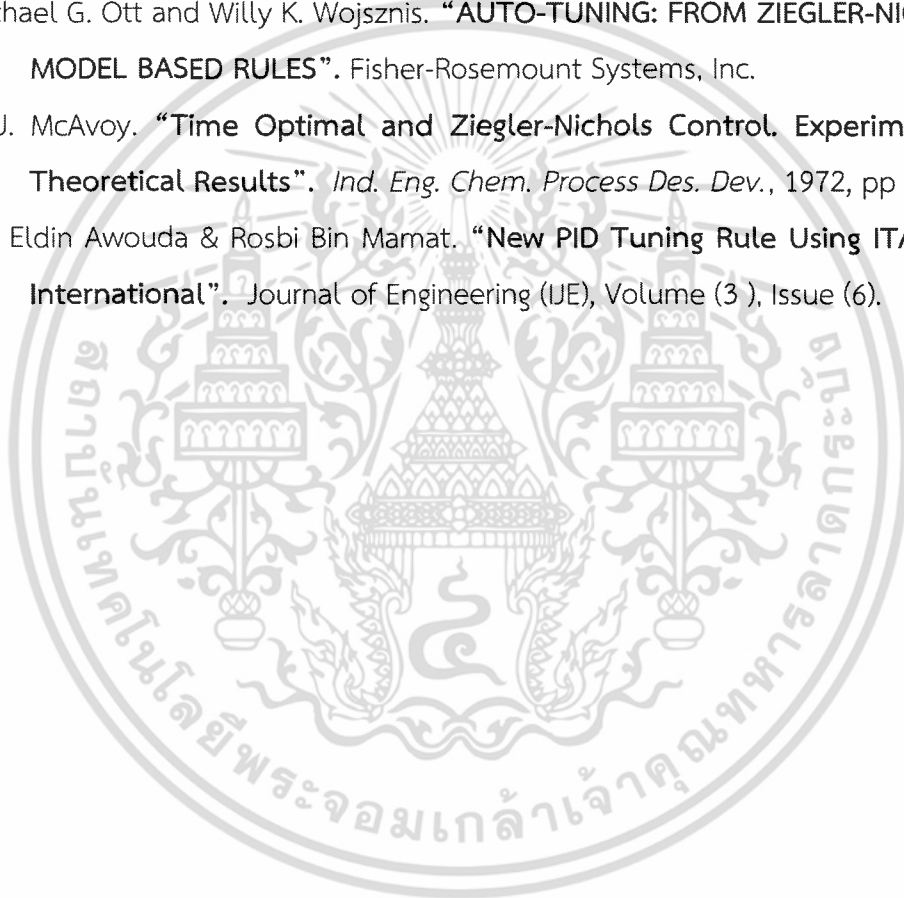 hael G. Ott and Willy K. Wojsznis. “AUTO-TUNING: FROM ZIEGLER-NI
MODEL BASED RULES”. Fisher-Rosemount Systems, Inc.
J. McAvoy. “Time Optimal and Ziegler-Nichols Control. Experim
Theoretical Results”. Ind. Eng. Chem. Process Des. Dev., 1972, pp
Eldin Awouda & Rosbi Bin Mamat. “New PID Tuning Rule Using ITA
International”. Journal of Engineering (IJE), Volume (3 ), Issue (6).
สถาบันเทคโนโลยีพระจอมเกล้าเจ้าคุณทหารลาดกระบัง